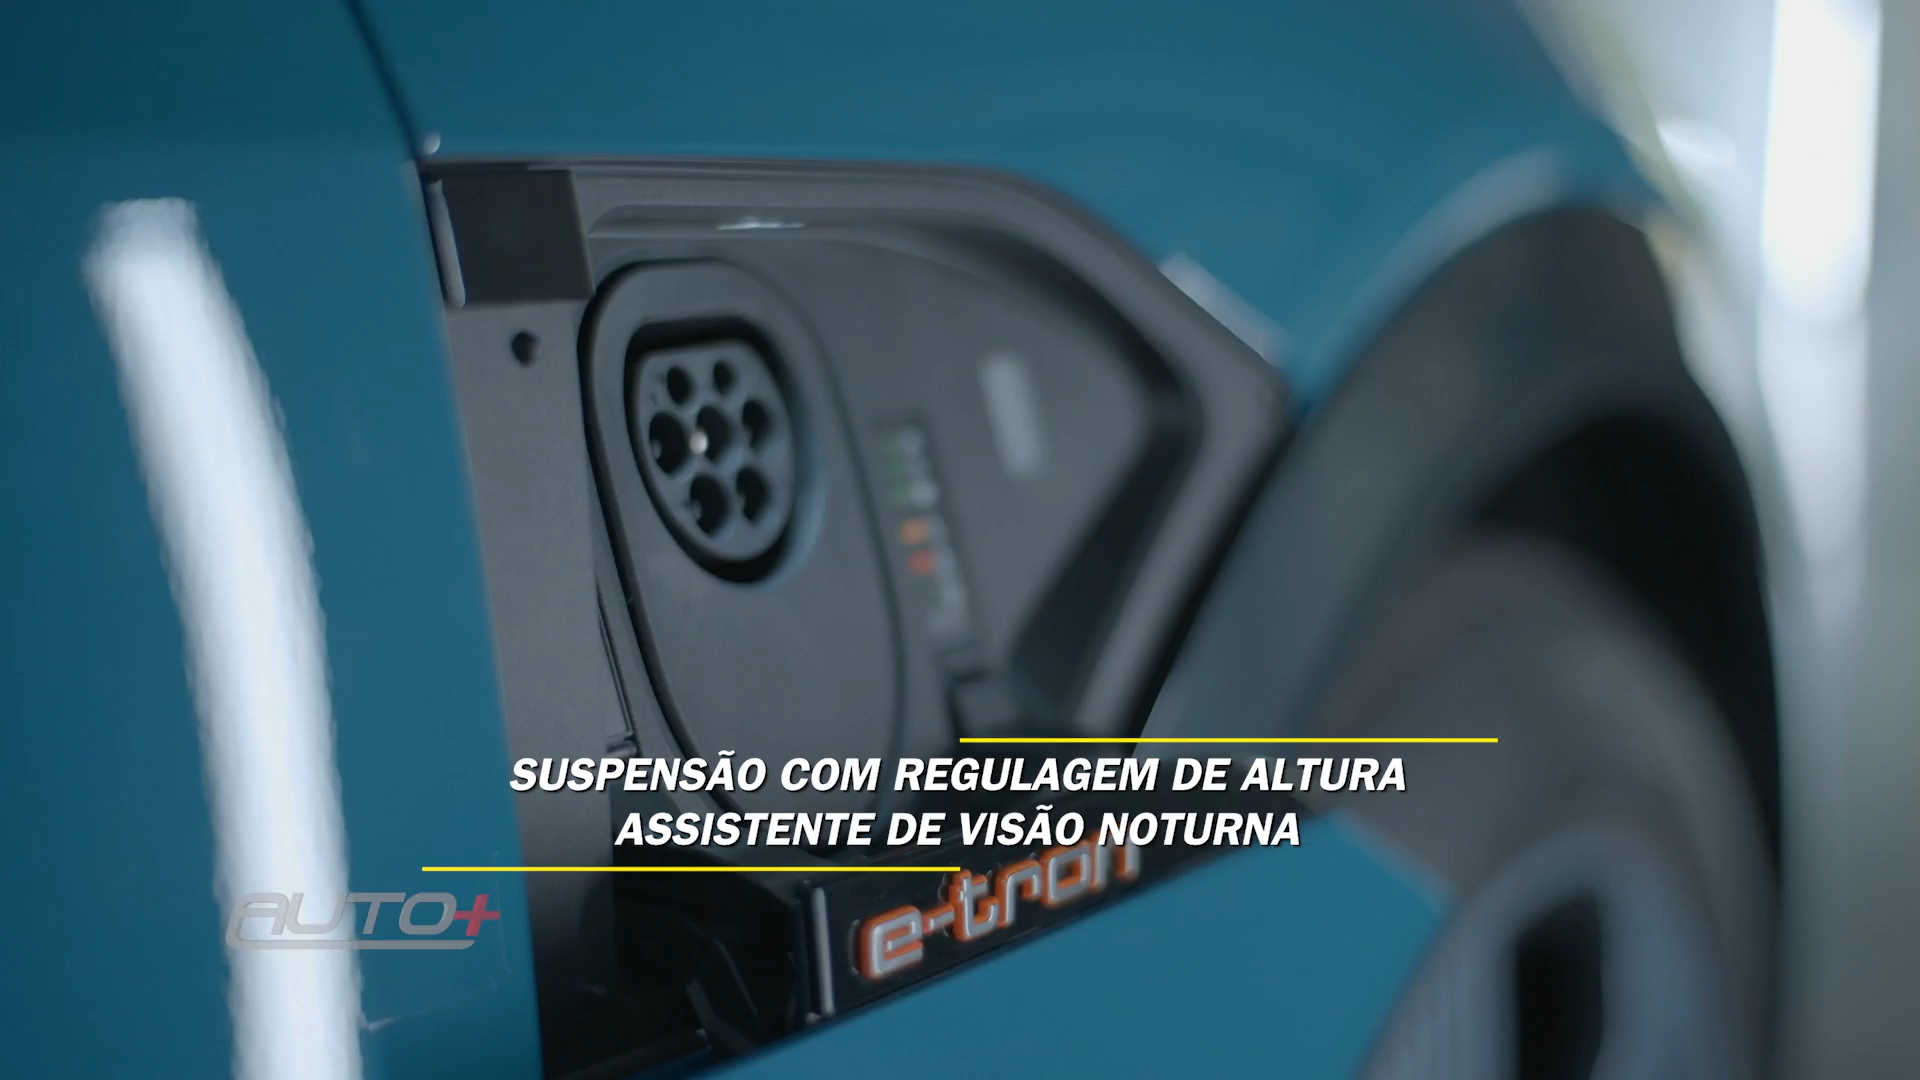 SUSPENSÃO COM REGULAGEM DE ALTURA
ASSISTENTE DE VISÃO NOTURNA
e-tron
AUTO+